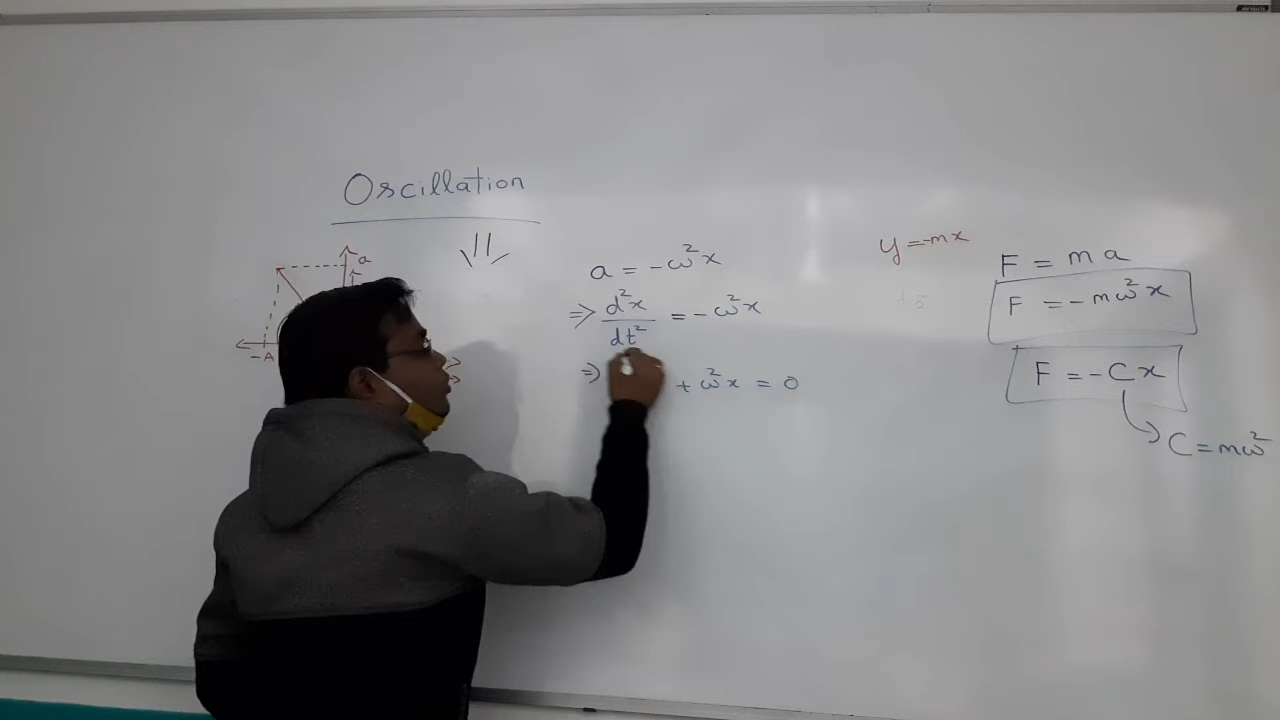 Oscillation
a
-A
a = -ω²x
⇒ d²x/dt² = -ω²x
⇒ + ω²x = 0
y = -mx
F = ma
F = -mω²x
F = -Cx
C = mω²